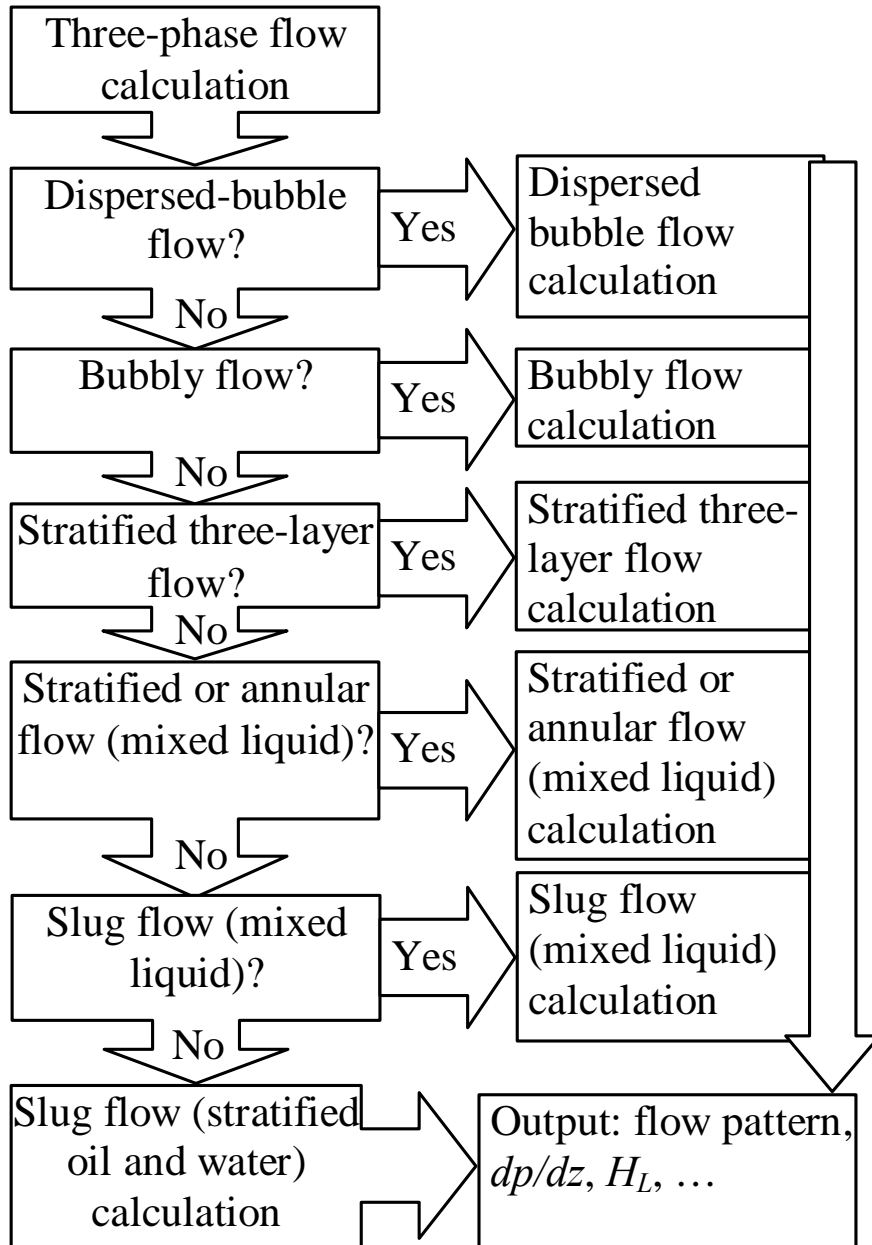 Three-phase flow
calculation
Dispersed-bubble
flow?
Yes
Dispersed
bubble flow
calculation
No
Bubbly flow?
Yes
Bubbly flow
calculation
No
Stratified three-layer
flow?
Yes
Stratified three-
layer flow
calculation
No
Stratified or annular
flow (mixed liquid)?
Yes
Stratified or
annular flow
(mixed liquid)
calculation
No
Slug flow (mixed
liquid)?
Yes
Slug flow
(mixed liquid)
calculation
No
Slug flow (stratified
oil and water)
calculation
Output: flow pattern,
dp/dz, H_L, …